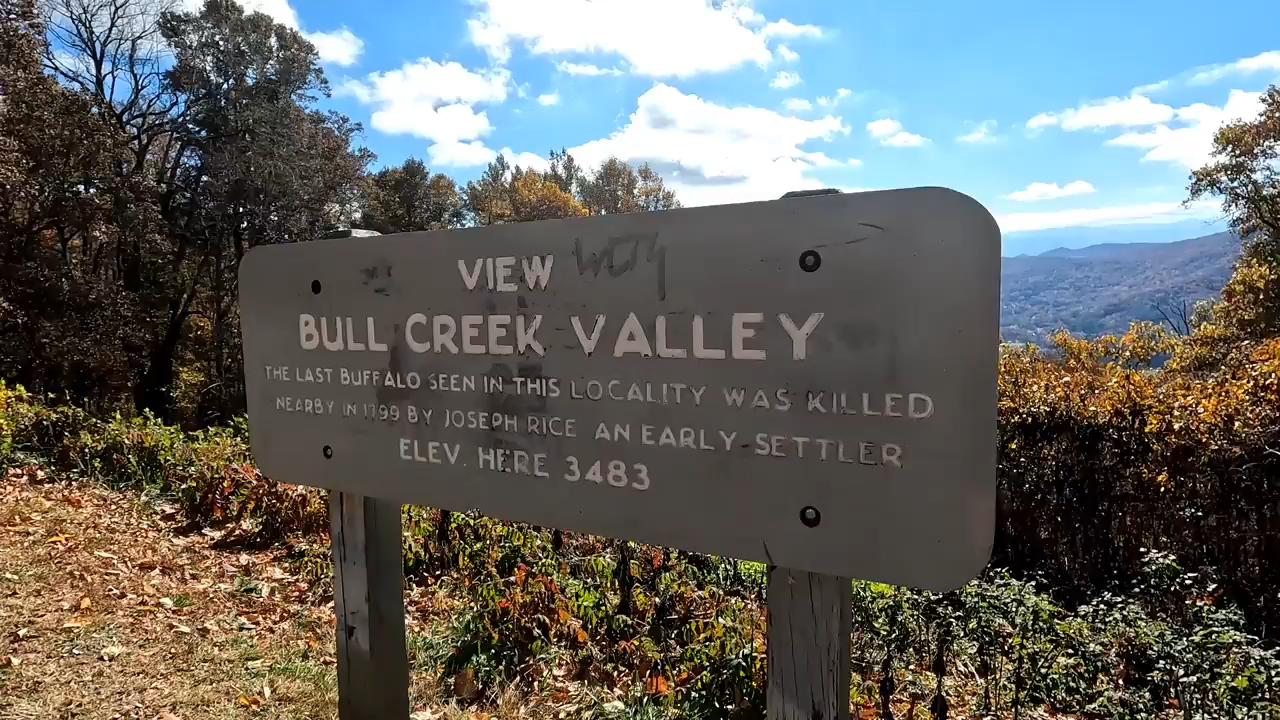 VIEW
BULL CREEK VALLEY
THE LAST BUFFALO SEEN IN THIS LOCALITY WAS KILLED
NEARBY IN 1799 BY JOSEPH RICE AN EARLY SETTLER
ELEV. HERE 3483